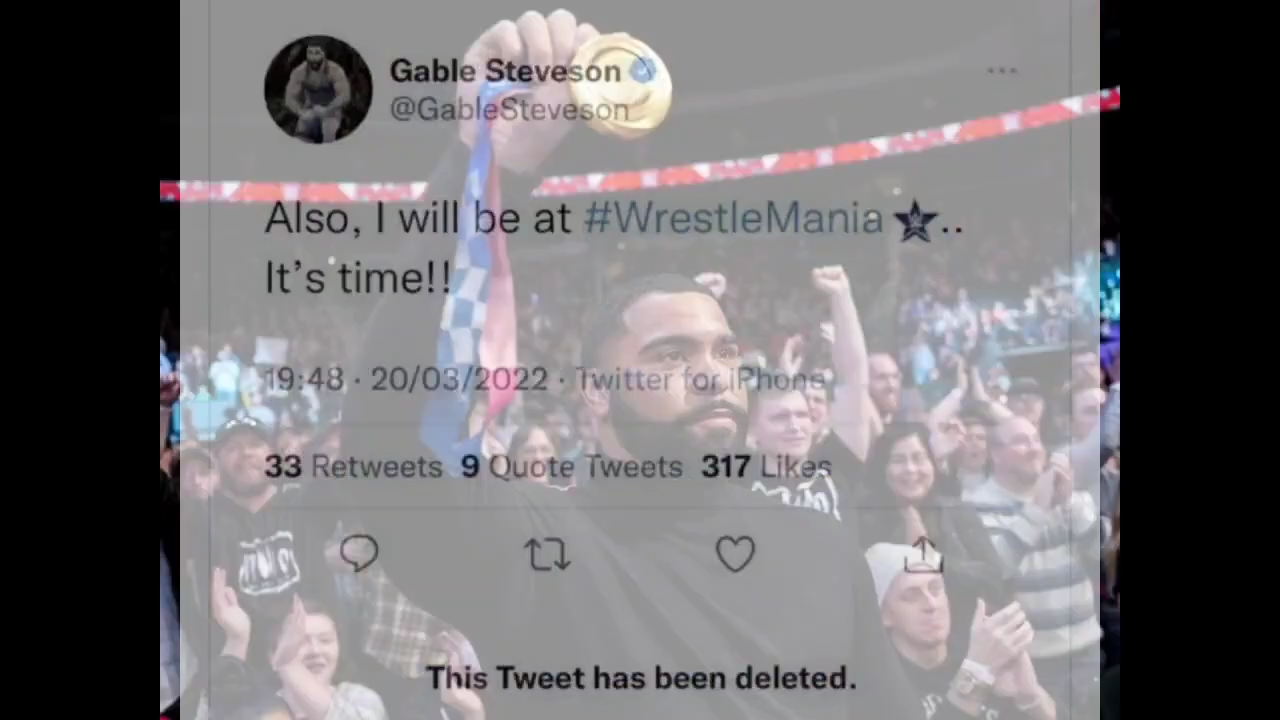 Gable Steveson
@GableSteveson
Also, I will be at #WrestleMania ..
It’s time!!
19:48 · 20/03/2022 · Twitter for iPhone
33 Retweets 9 Quote Tweets 317 Likes
This Tweet has been deleted.